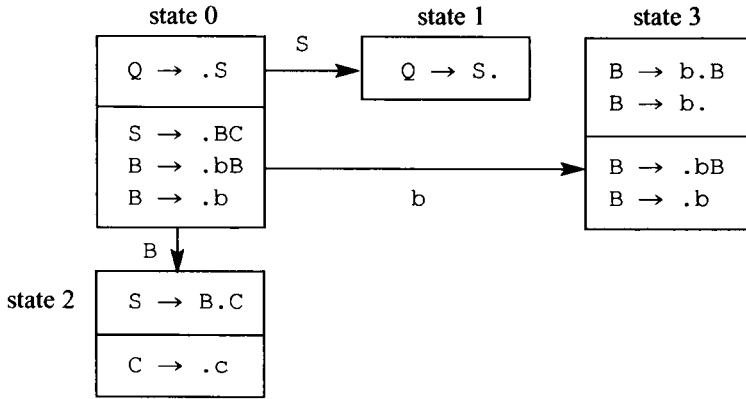 state 0
Q → .S
S → .BC
B → .bB
B → .b
S
state 1
Q → S.
b
state 3
B → b.B
B → b.
B → .bB
B → .b
B
state 2
S → B.C
C → .c